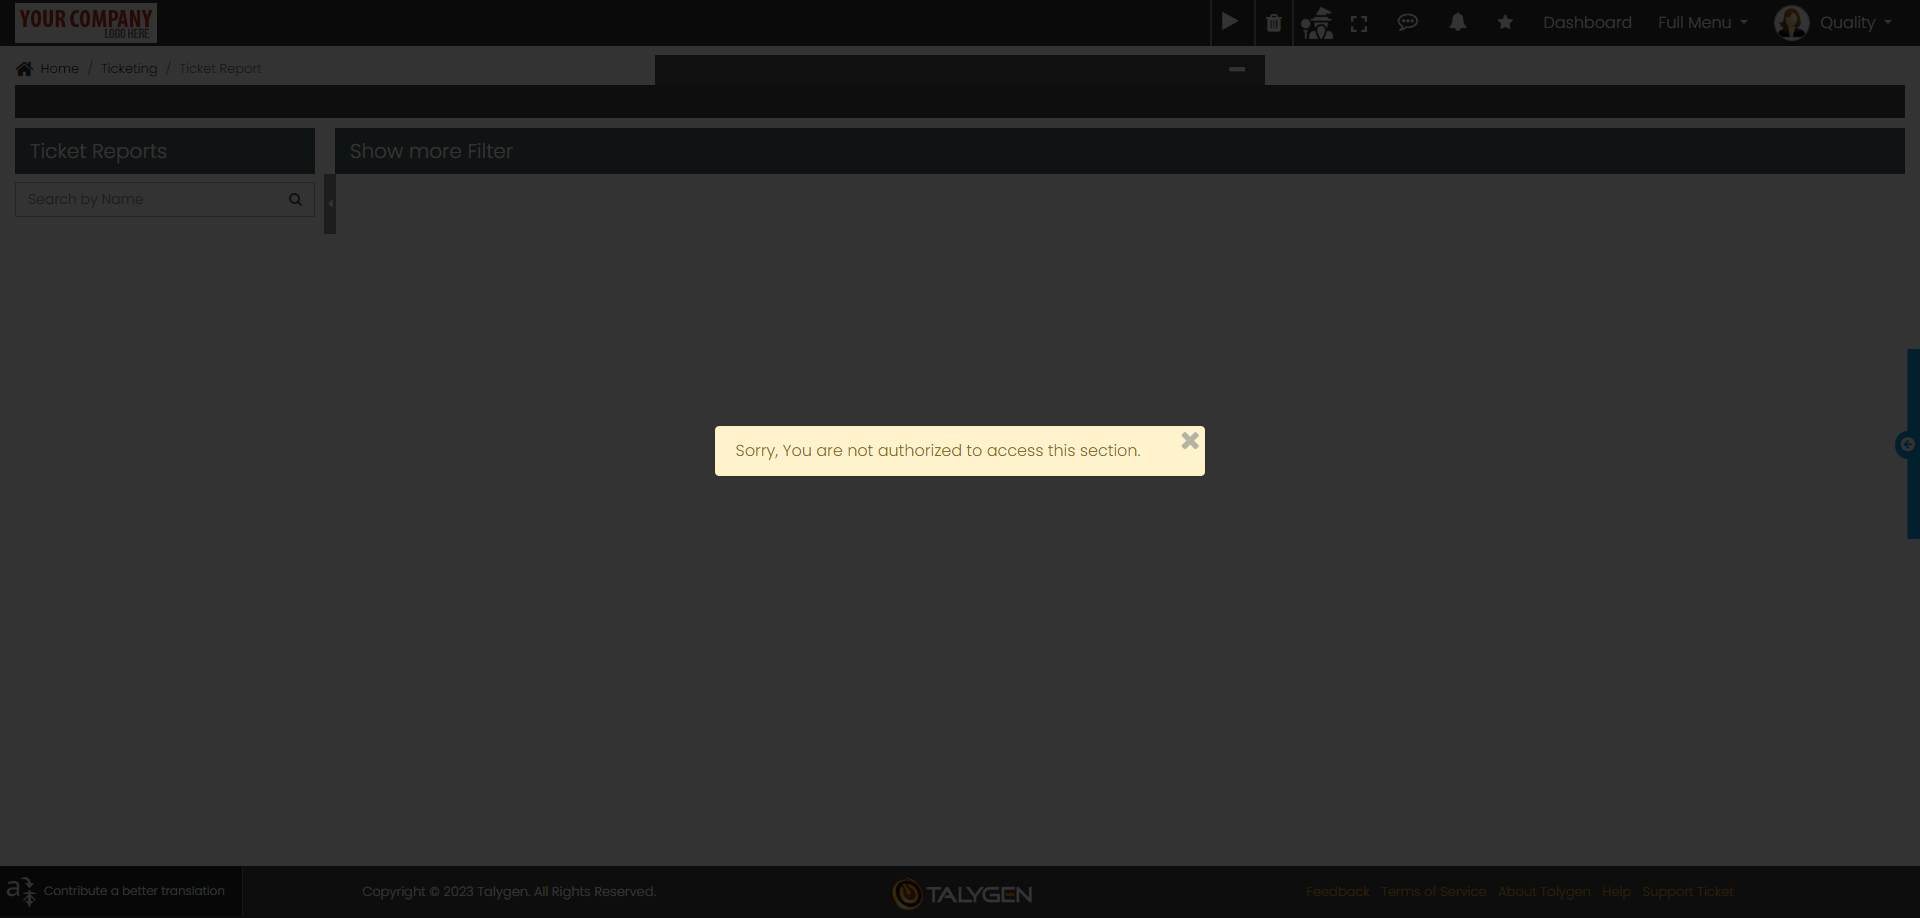 YOUR COMPANY
LOGO HERE
Dashboard
Full Menu
Quality
Home / Ticketing / Ticket Report
Ticket Reports
Show more Filter
Search by Name
Sorry, You are not authorized to access this section.
Contribute a better translation
Copyright © 2023 Talygen. All Rights Reserved.
TALYGEN
Feedback Terms of Service About Talygen Help Support Ticket